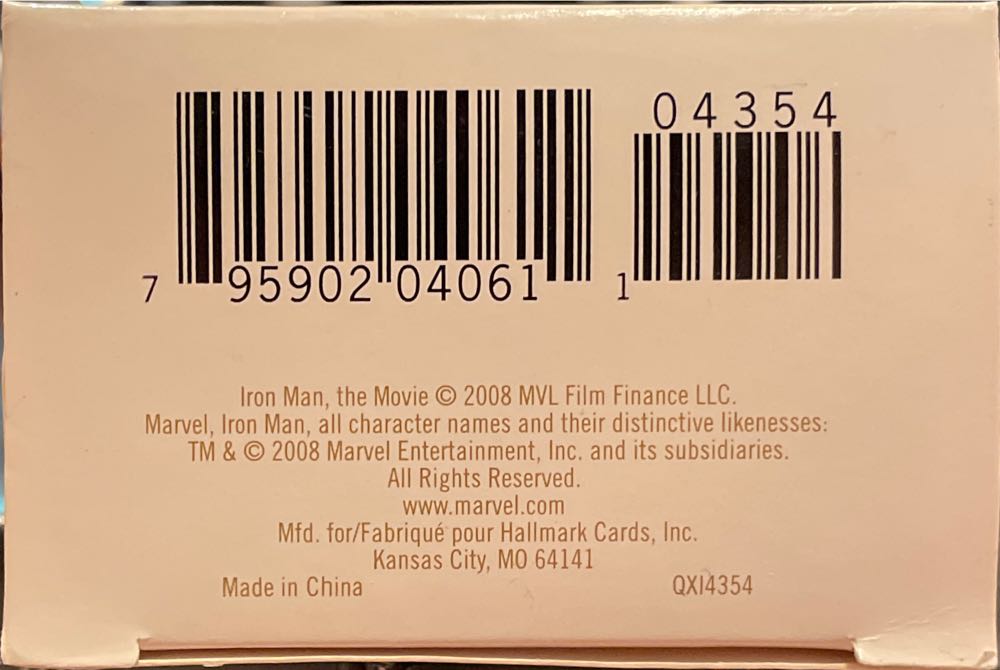 04354
7 95902 04061 1
Iron Man, the Movie © 2008 MVL Film Finance LLC.
Marvel, Iron Man, all character names and their distinctive likenesses:
TM & © 2008 Marvel Entertainment, Inc. and its subsidiaries.
All Rights Reserved.
www.marvel.com
Mfd. for/Fabriqué pour Hallmark Cards, Inc.
Kansas City, MO 64141
Made in China QXI4354